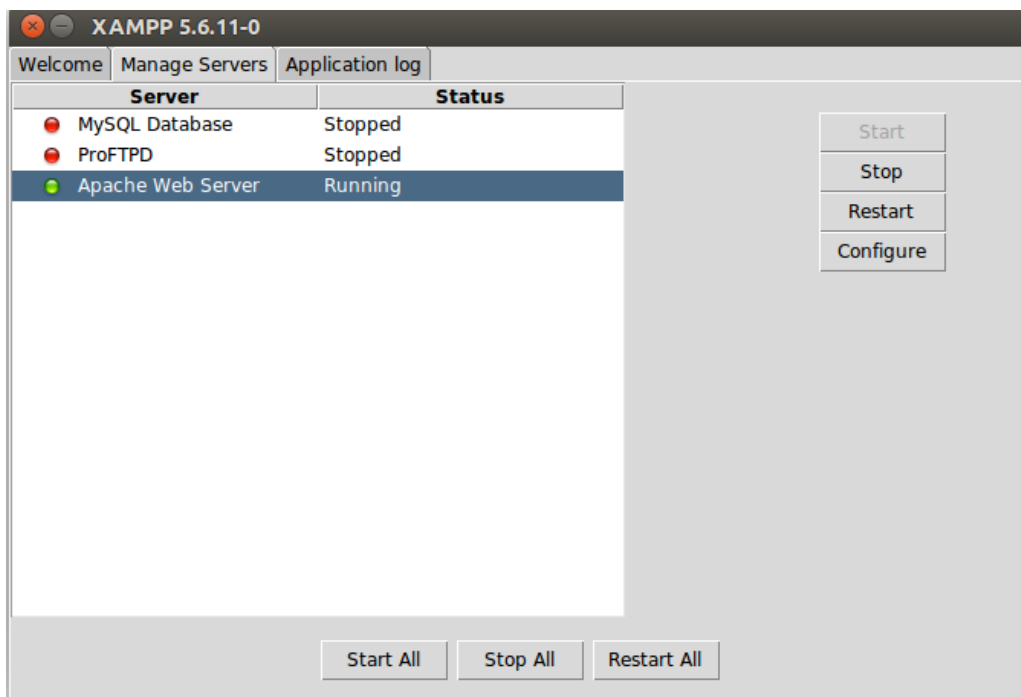 XAMPP 5.6.11-0
Welcome Manage Servers Application log
Server Status
MySQL Database Stopped
ProFTPD Stopped
Apache Web Server Running
Start
Stop
Restart
Configure
Start All Stop All Restart All